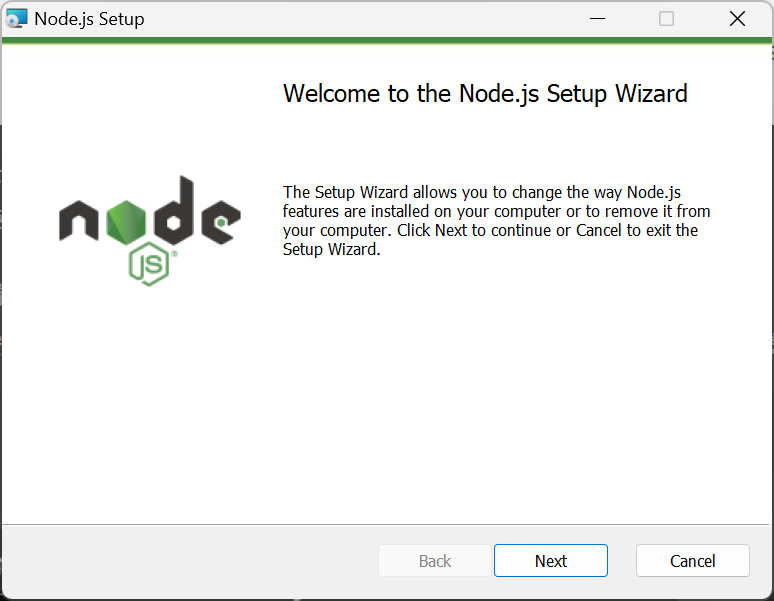 Node.js Setup
Welcome to the Node.js Setup Wizard
The Setup Wizard allows you to change the way Node.js
features are installed on your computer or to remove it from
your computer. Click Next to continue or Cancel to exit the
Setup Wizard.
node
JS®
Back
Next
Cancel